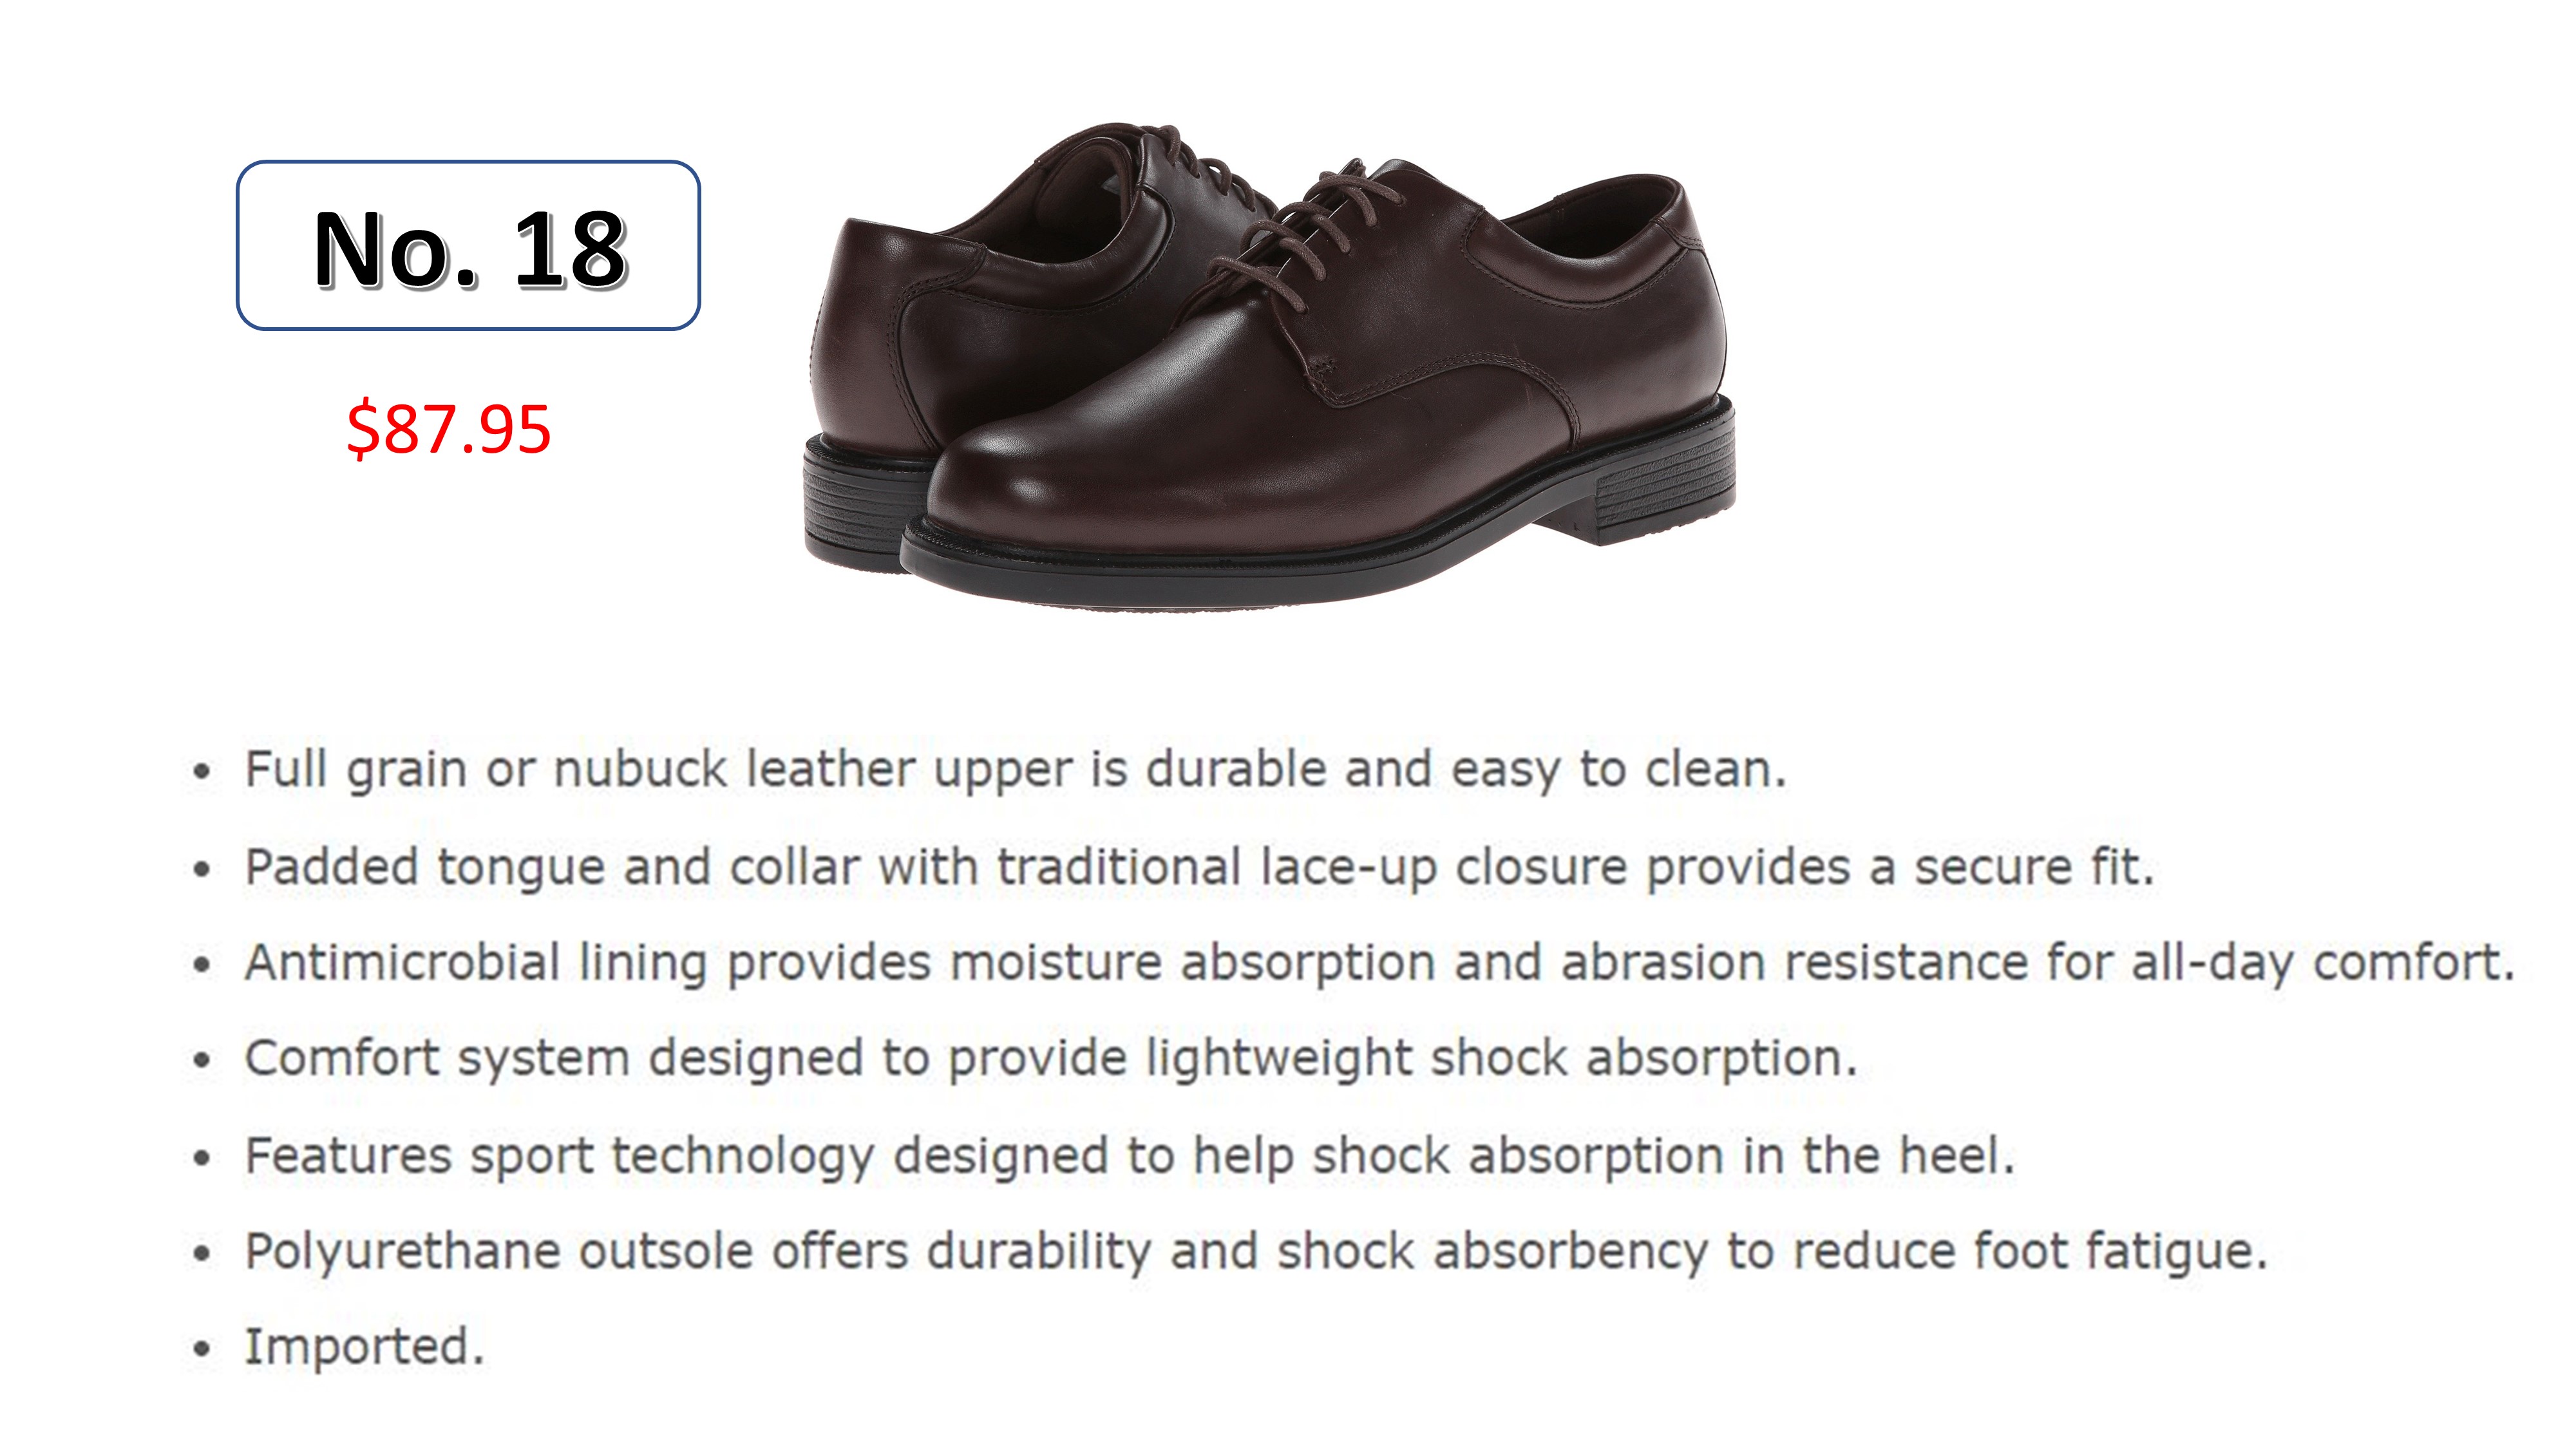 No. 18
$87.95
• Full grain or nubuck leather upper is durable and easy to clean.
• Padded tongue and collar with traditional lace-up closure provides a secure fit.
• Antimicrobial lining provides moisture absorption and abrasion resistance for all-day comfort.
• Comfort system designed to provide lightweight shock absorption.
• Features sport technology designed to help shock absorption in the heel.
• Polyurethane outsole offers durability and shock absorbency to reduce foot fatigue.
• Imported.